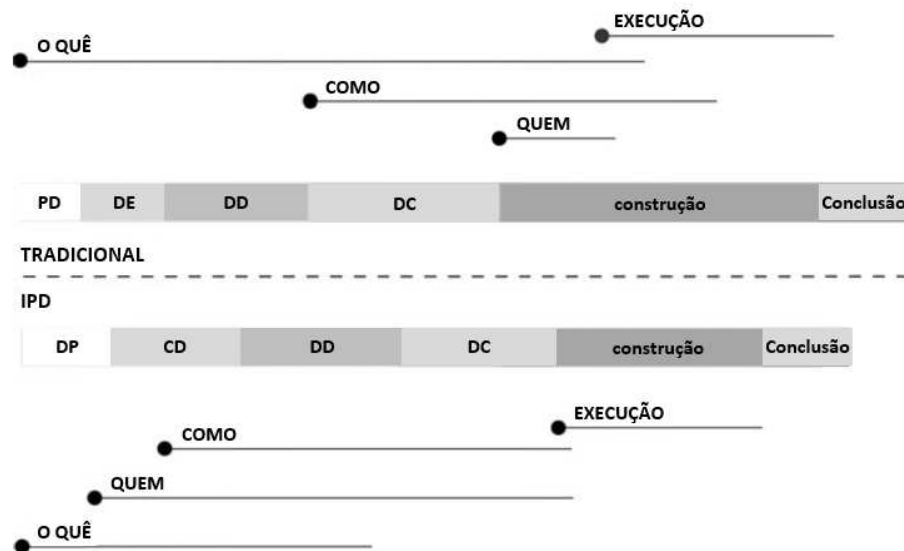 EXECUÇÃO
O QUÊ
COMO
QUEM
PD DE DD DC construção Conclusão
TRADICIONAL
IPD
DP CD DD DC construção Conclusão
EXECUÇÃO
COMO
QUEM
O QUÊ